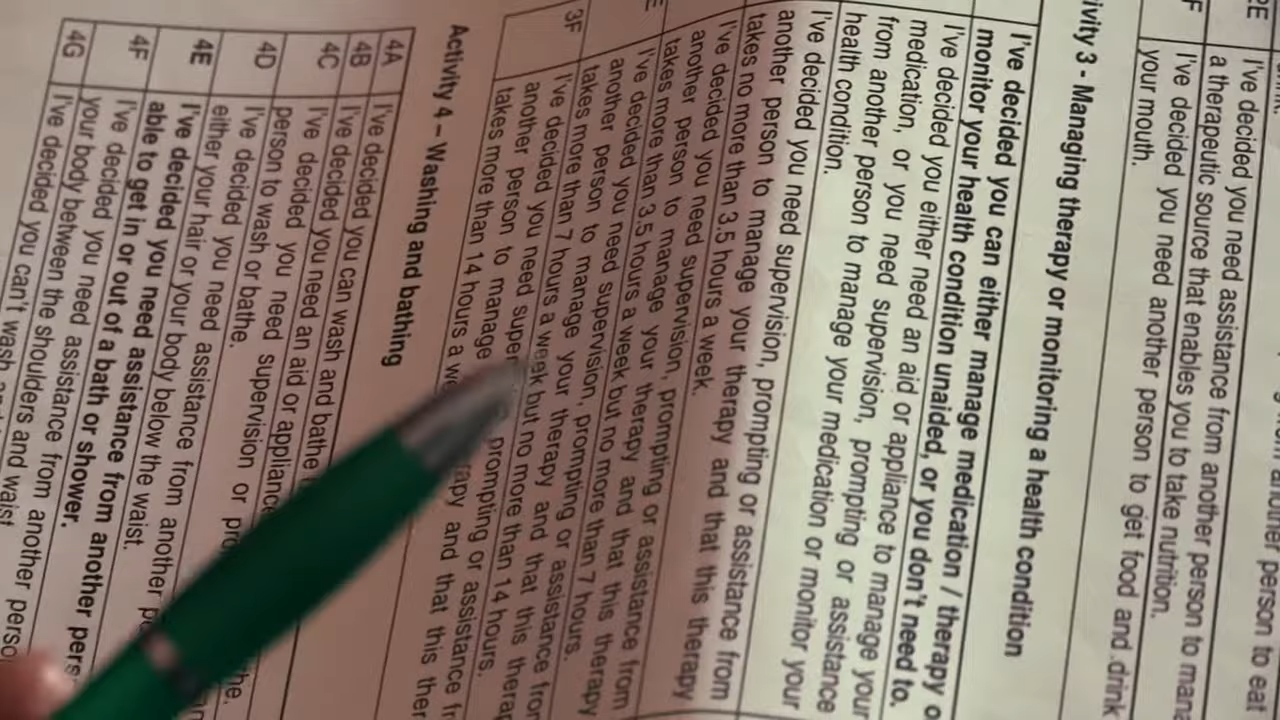 I've decided you need assistance from another person to
a therapeutic source that enables you to take nutrition.
I've decided you need another person to get food and drink
your mouth.
Activity 3 - Managing therapy or monitoring a health condition
I've decided you can either manage medication / therapy
monitor your health condition unaided, or you don't need to.
I've decided you either need an aid or appliance to manage your
medication, or you need supervision, prompting or assistance
from another person to manage your medication or monitor your
health condition.
I've decided you need supervision, prompting or assistance from
another person to manage your therapy and that this therapy
takes no more than 3.5 hours a week.
I've decided you need supervision, prompting or assistance from
another person to manage your therapy and that this therapy
takes more than 3.5 hours a week but no more than 7 hours.
I've decided you need supervision, prompting or assistance from
another person to manage your therapy and that this therapy
takes more than 7 hours a week but no more than 14 hours.
3F
I've decided you need prompting or assistance
another person to manage therapy and that this
takes more than 14 hours a
Activity 4 – Washing and bathing
4A I've decided you can wash and bathe
4B I've decided you need an aid or appliance
4C I've decided you need supervision or
person to wash or bathe.
4D I've decided you need assistance from another
either your hair or your body below the waist.
4E I've decided you need assistance from another
able to get in or out of a bath or shower.
4F I've decided you need assistance from another
your body between the shoulders and waist
4G I've decided you can't wash